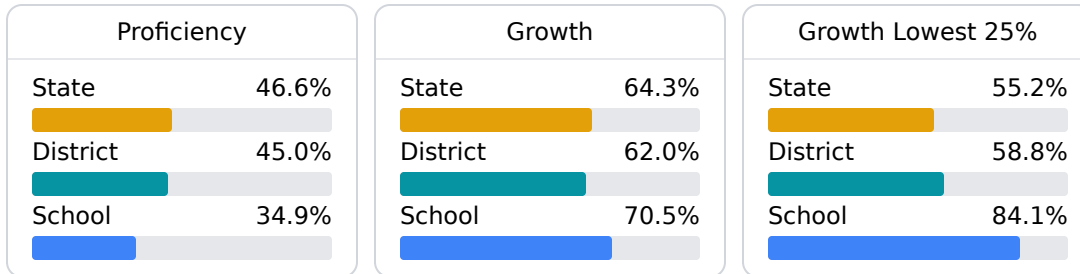 Proficiency
State 46.6%
District 45.0%
School 34.9%
Growth
State 64.3%
District 62.0%
School 70.5%
Growth Lowest 25%
State 55.2%
District 58.8%
School 84.1%